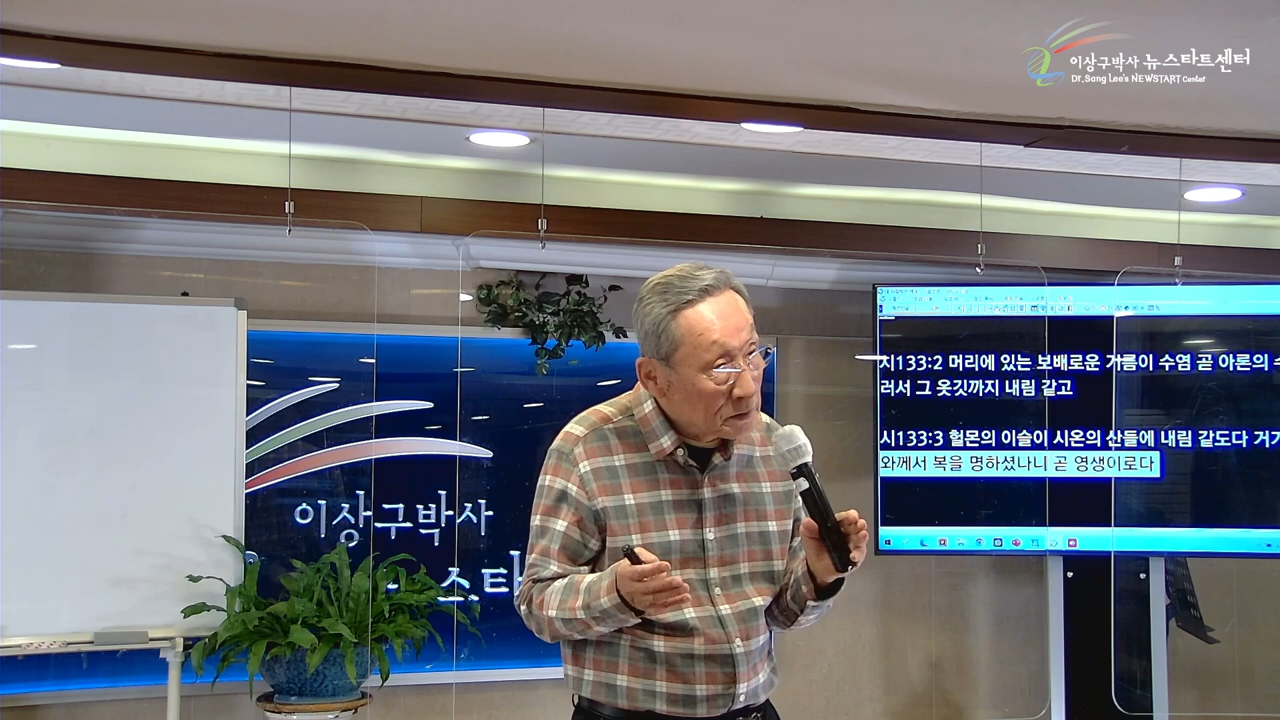 이상구박사 뉴스타트센터
Dr. Sang Lee's NEWSTART Center
시133:2 머리에 있는 보배로운 기름이 수염 곧 아론의
러서 그 옷깃까지 내림 같고
시133:3 헐몬의 이슬이 시온의 산들에 내림 같도다 거기
와께서 복을 명하셨나니 곧 영생이로다
이상구박사
스타